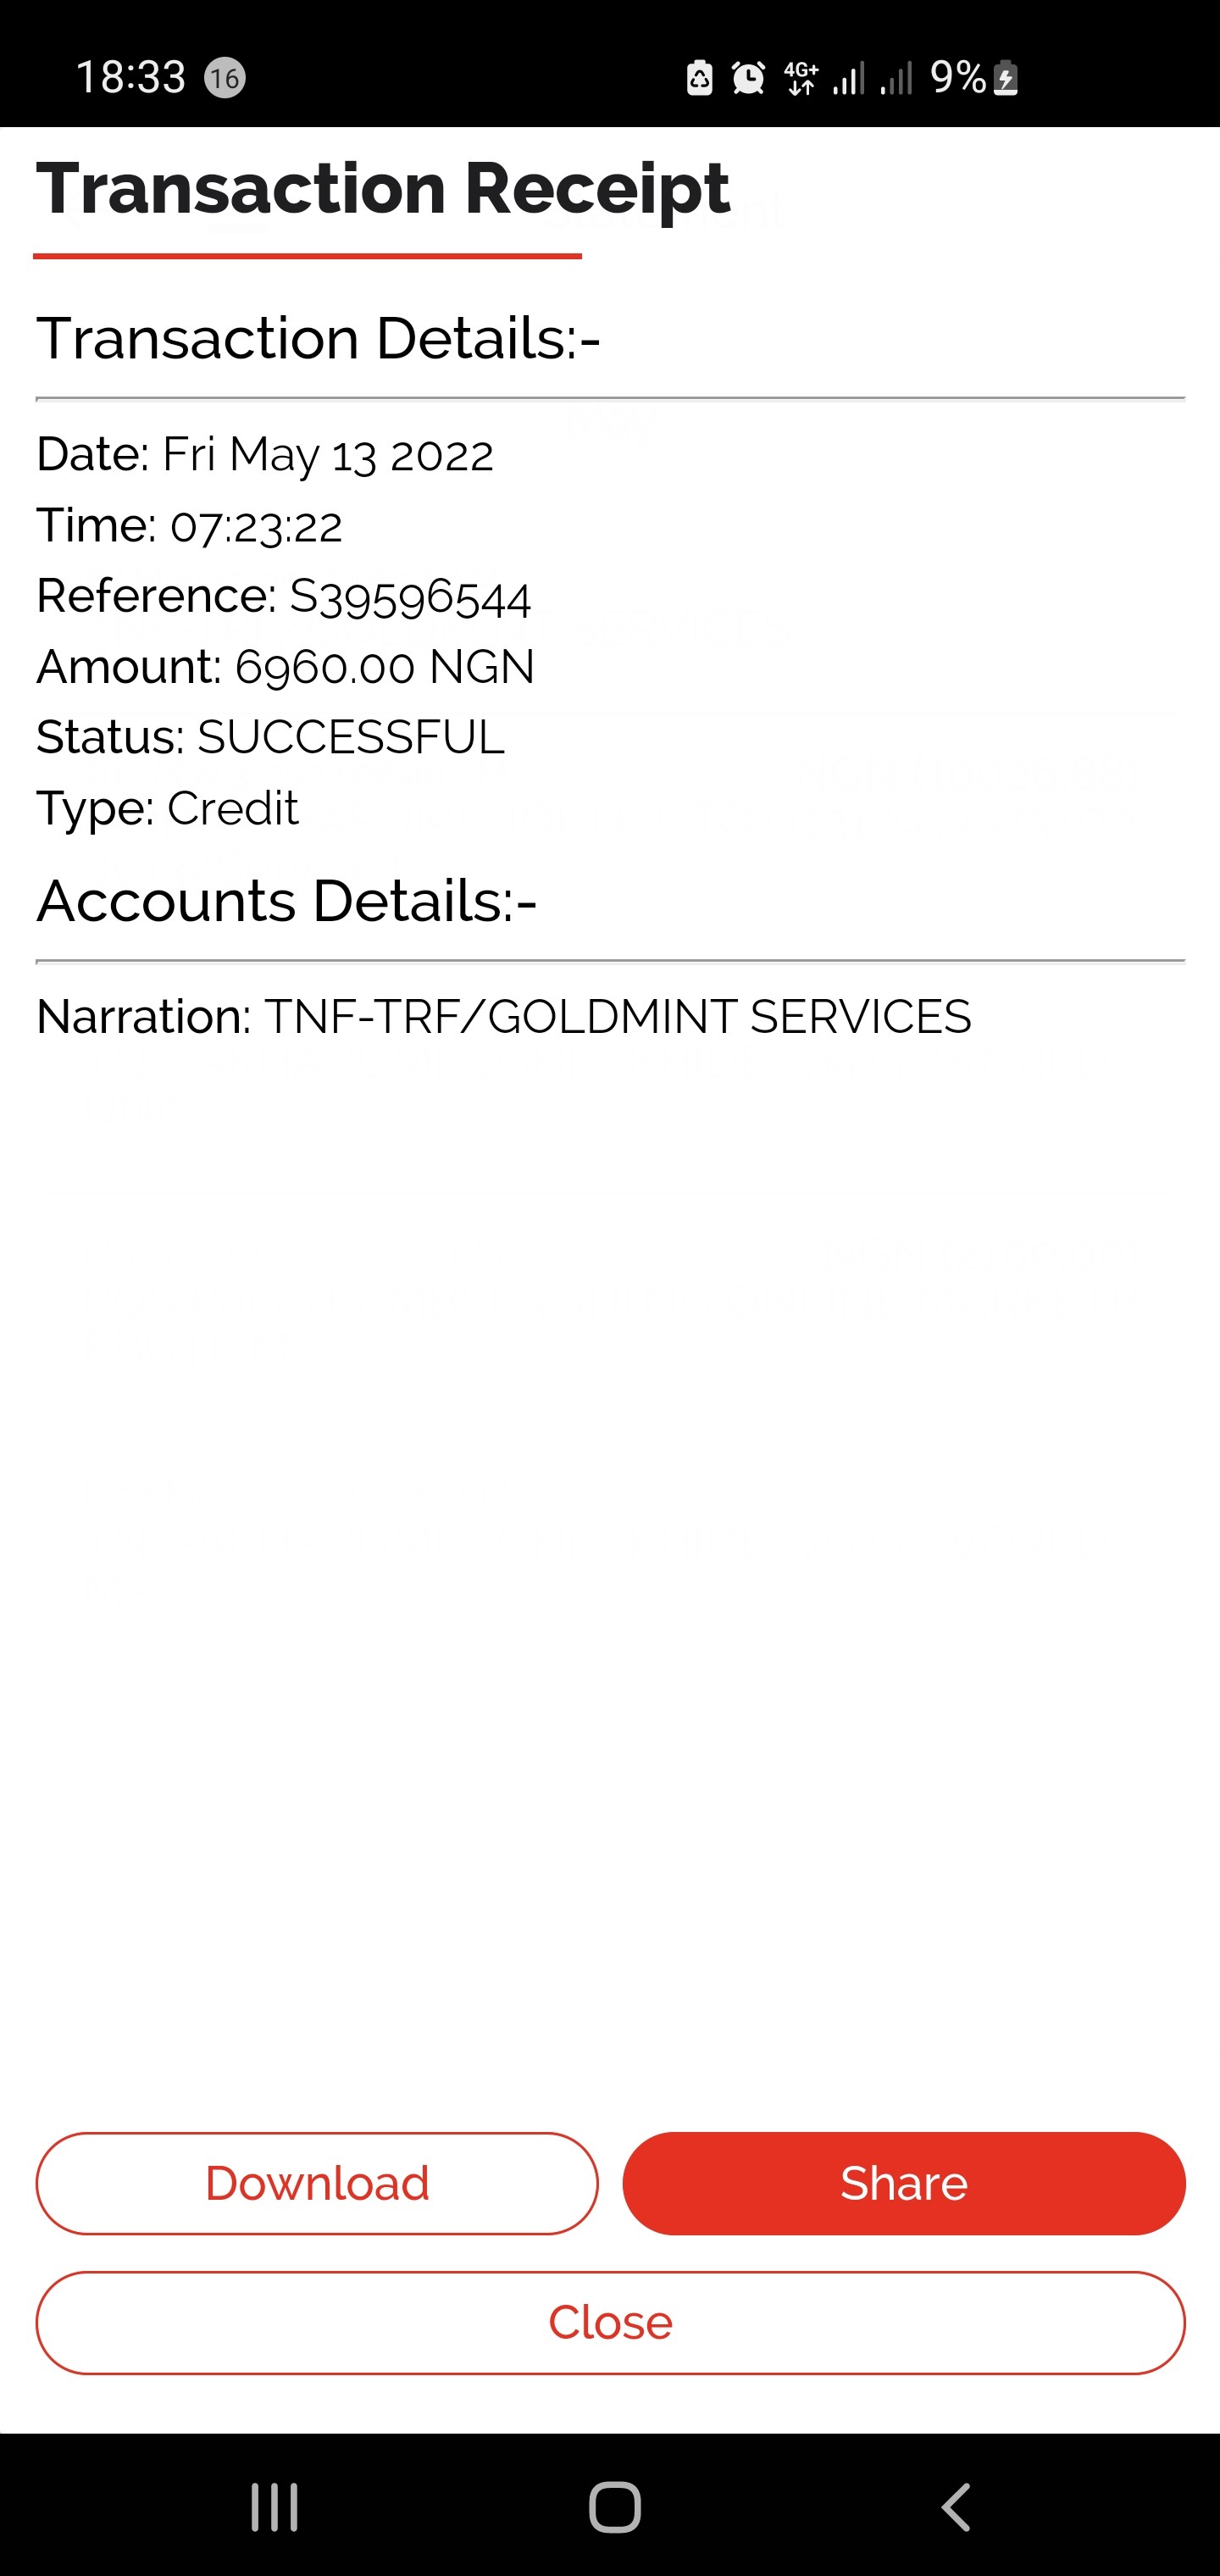 18:33 16 4G+ 9%
Transaction Receipt
Transaction Details:-
Date: Fri May 13 2022
Time: 07:23:22
Reference: S39596544
Amount: 6960.00 NGN
Status: SUCCESSFUL
Type: Credit
Accounts Details:-
Narration: TNF-TRF/GOLDMINT SERVICES
Download Share
Close